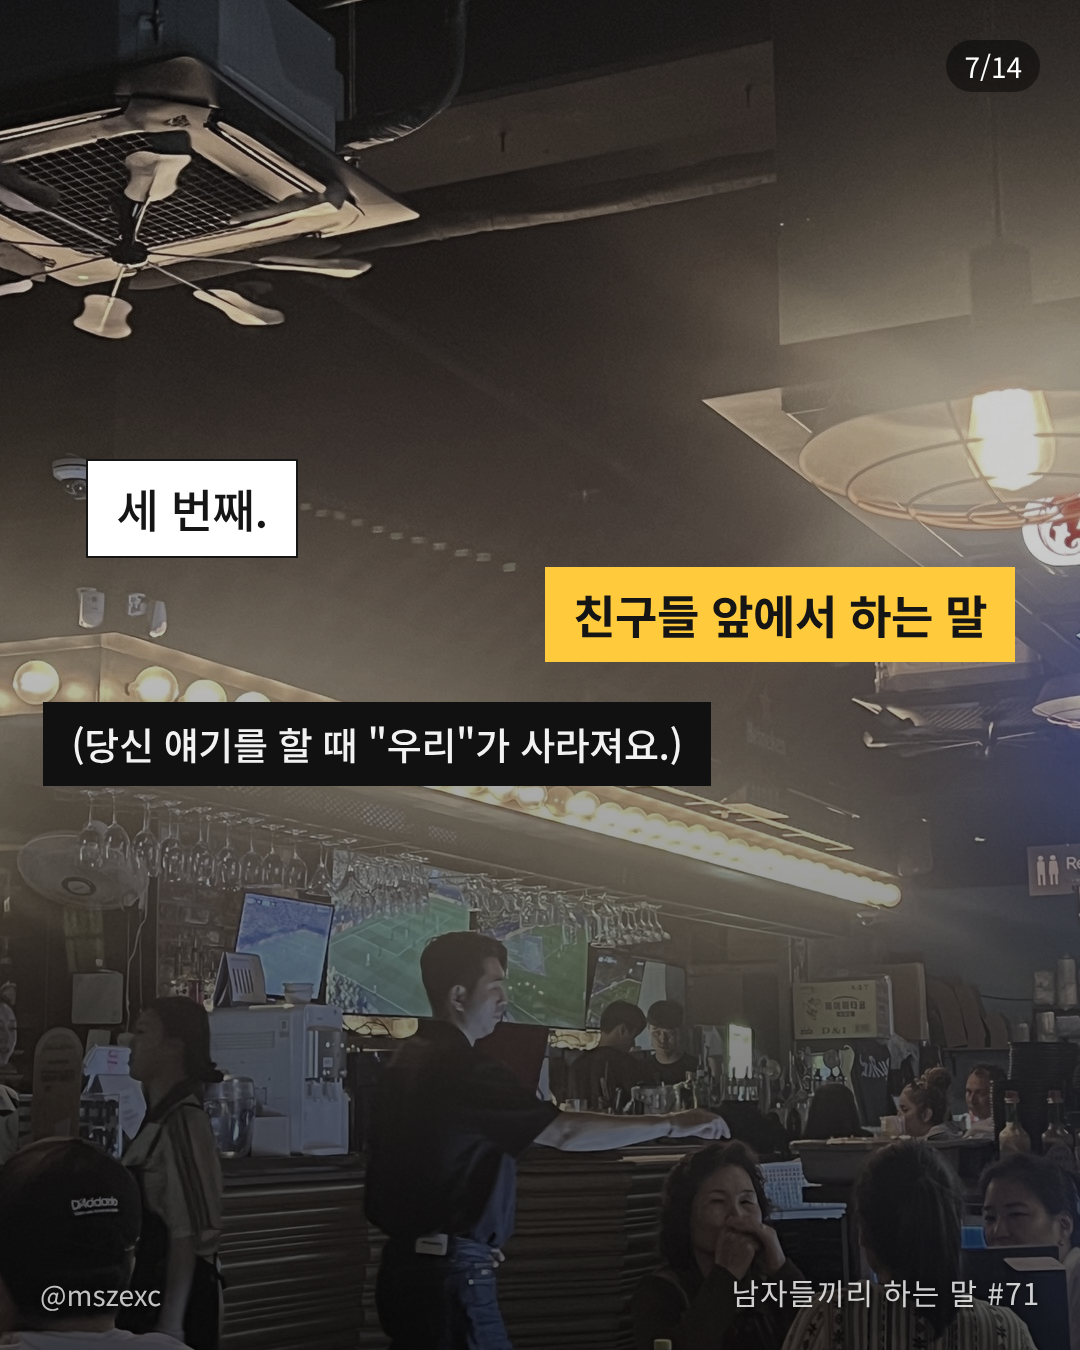 7/14
세 번째.
친구들 앞에서 하는 말
(당신 얘기를 할 때 "우리"가 사라져요.)
Re
D'Addario
@mszexc
남자들끼리 하는 말 #71